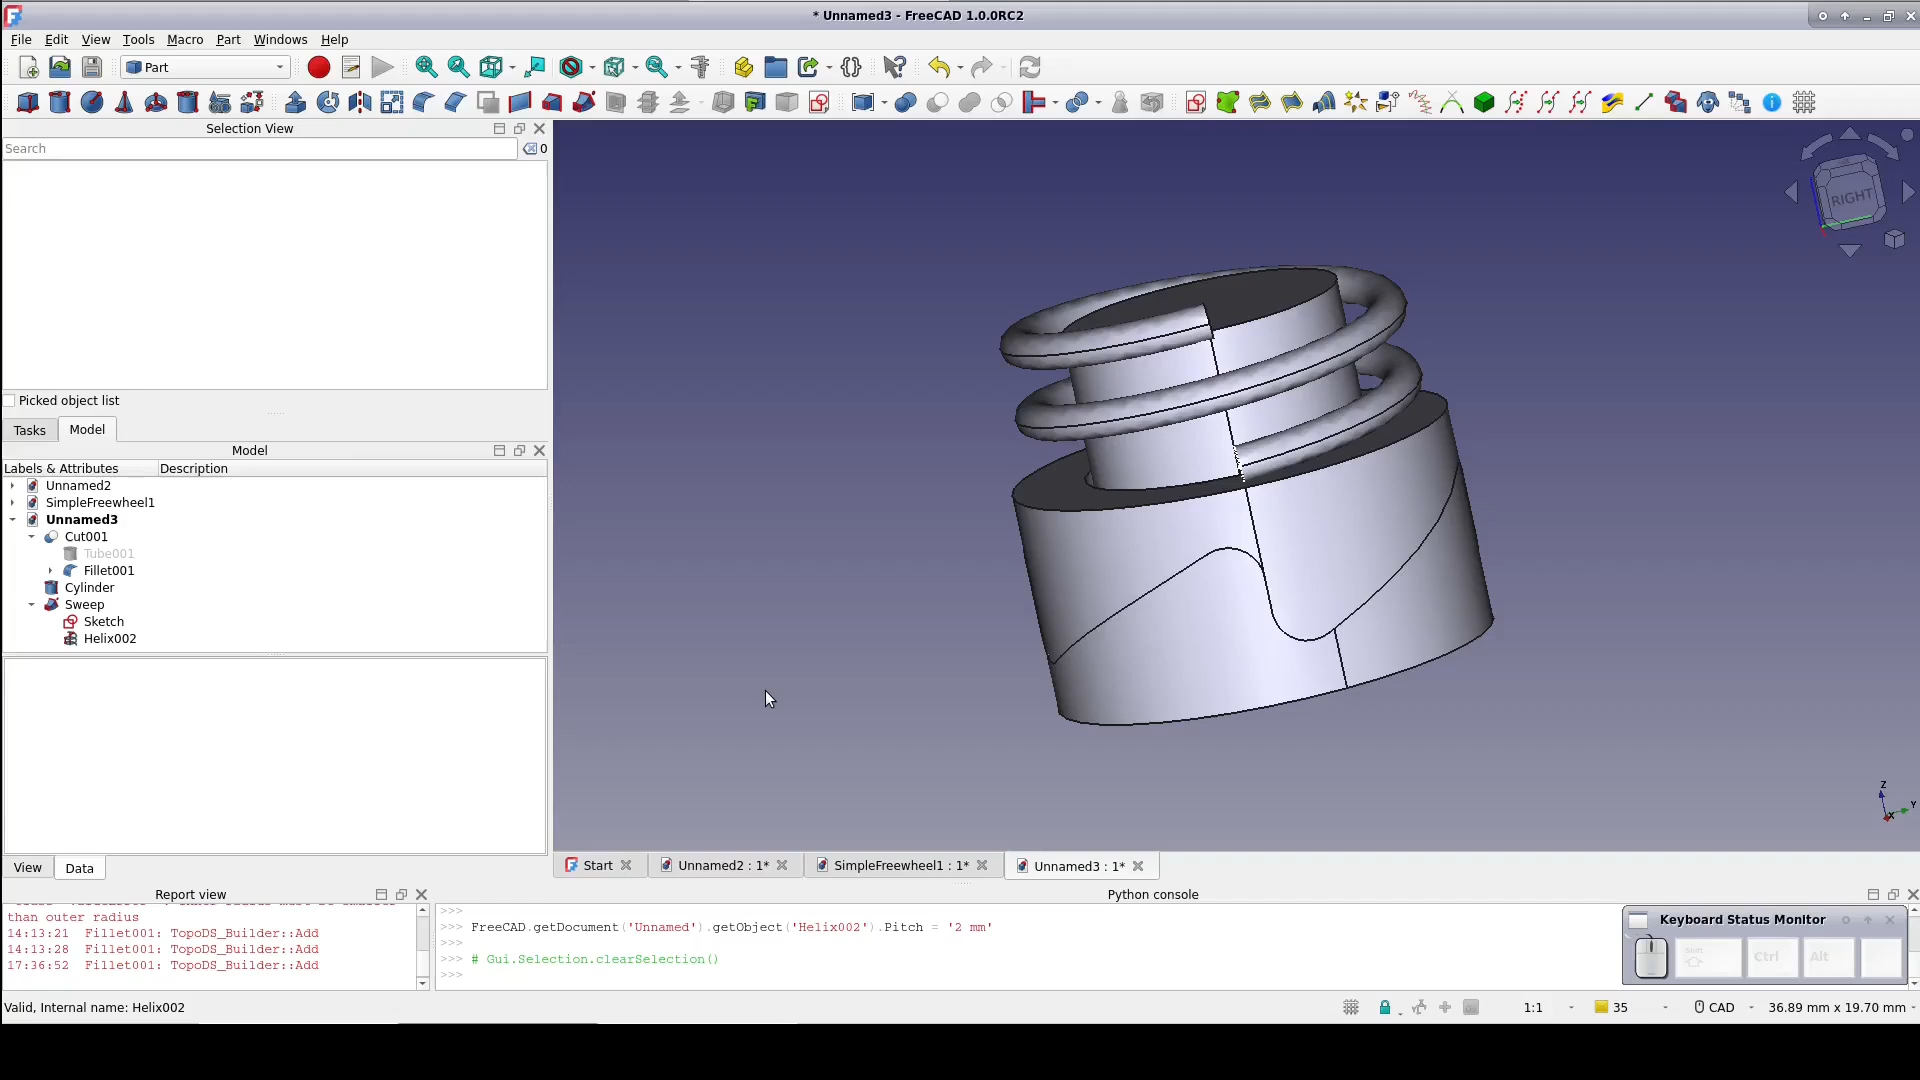 * Unnamed3 - FreeCAD 1.0.0RC2
File Edit View Tools Macro Part Windows Help
Part
Selection View
Search
0
Picked object list
Tasks Model
Model
Labels & Attributes Description
Unnamed2
SimpleFreewheel1
Unnamed3
Cut001
Tube001
Fillet001
Cylinder
Sweep
Sketch
Helix002
View Data
RIGHT
Z
Y
X
Start Unnamed2 : 1* SimpleFreewheel1 : 1* Unnamed3 : 1*
Report view
than outer radius
14:13:21 Fillet001: TopoDS_Builder::Add
14:13:28 Fillet001: TopoDS_Builder::Add
17:36:52 Fillet001: TopoDS_Builder::Add
Python console
>>>
>>> FreeCAD.getDocument('Unnamed').getObject('Helix002').Pitch = '2 mm'
>>>
>>> # Gui.Selection.clearSelection()
>>>
Keyboard Status Monitor
Shift Ctrl Alt
Valid, Internal name: Helix002
1:1 35 CAD 36.89 mm x 19.70 mm